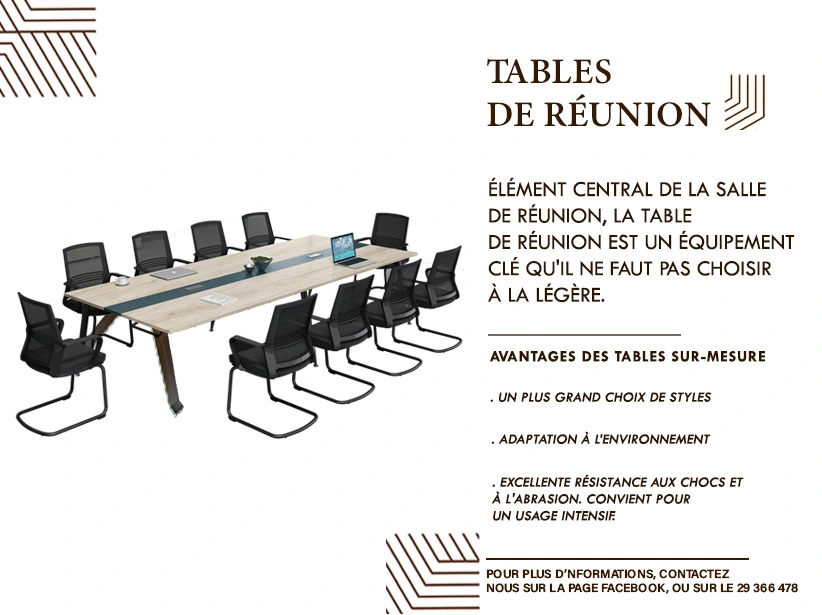 TABLES
DE RÉUNION
ÉLÉMENT CENTRAL DE LA SALLE
DE RÉUNION, LA TABLE
DE RÉUNION EST UN ÉQUIPEMENT
CLÉ QU'IL NE FAUT PAS CHOISIR
À LA LÉGÈRE.
AVANTAGES DES TABLES SUR-MESURE
. UN PLUS GRAND CHOIX DE STYLES
. ADAPTATION À L'ENVIRONNEMENT
. EXCELLENTE RÉSISTANCE AUX CHOCS ET
À L'ABRASION. CONVIENT POUR
UN USAGE INTENSIF.
POUR PLUS D'NFORMATIONS, CONTACTEZ
NOUS SUR LA PAGE FACEBOOK, OU SUR LE 29 366 478